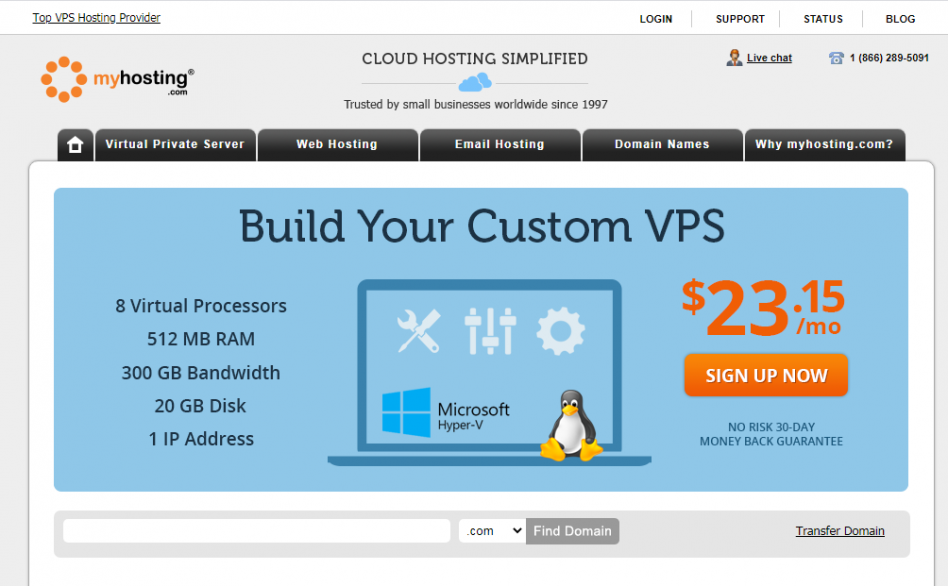 Top VPS Hosting Provider
LOGIN
SUPPORT
STATUS
BLOG
myhosting®
.com
CLOUD HOSTING SIMPLIFIED
Trusted by small businesses worldwide since 1997
Live chat
1 (866) 289-5091
Virtual Private Server
Web Hosting
Email Hosting
Domain Names
Why myhosting.com?
Build Your Custom VPS
8 Virtual Processors
512 MB RAM
300 GB Bandwidth
20 GB Disk
1 IP Address
Microsoft
Hyper-V
$23.15
/mo
SIGN UP NOW
NO RISK 30-DAY
MONEY BACK GUARANTEE
.com
Find Domain
Transfer Domain